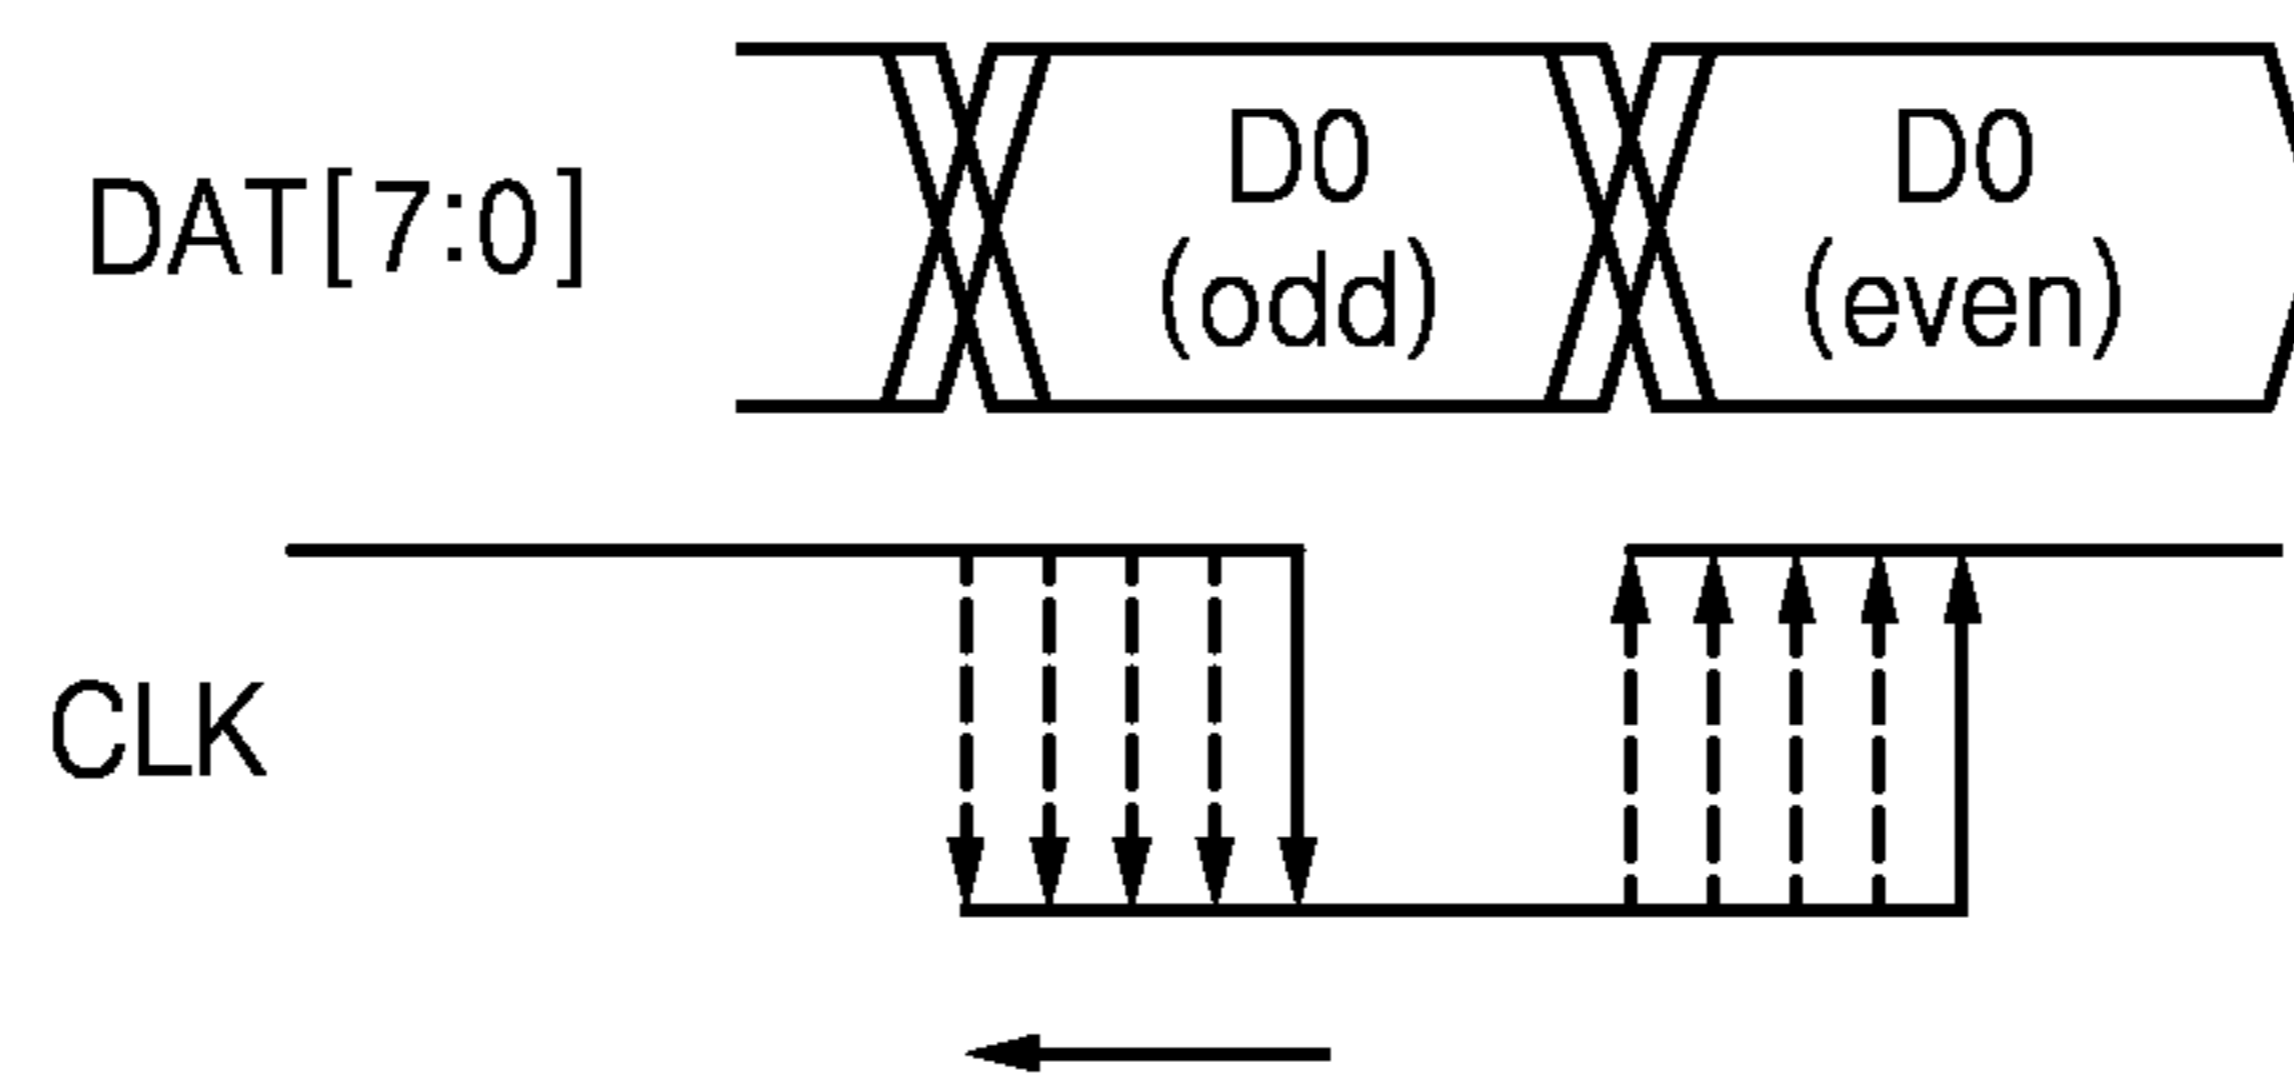 DAT[7:0]
D0
(odd)
D0
(even)
CLK